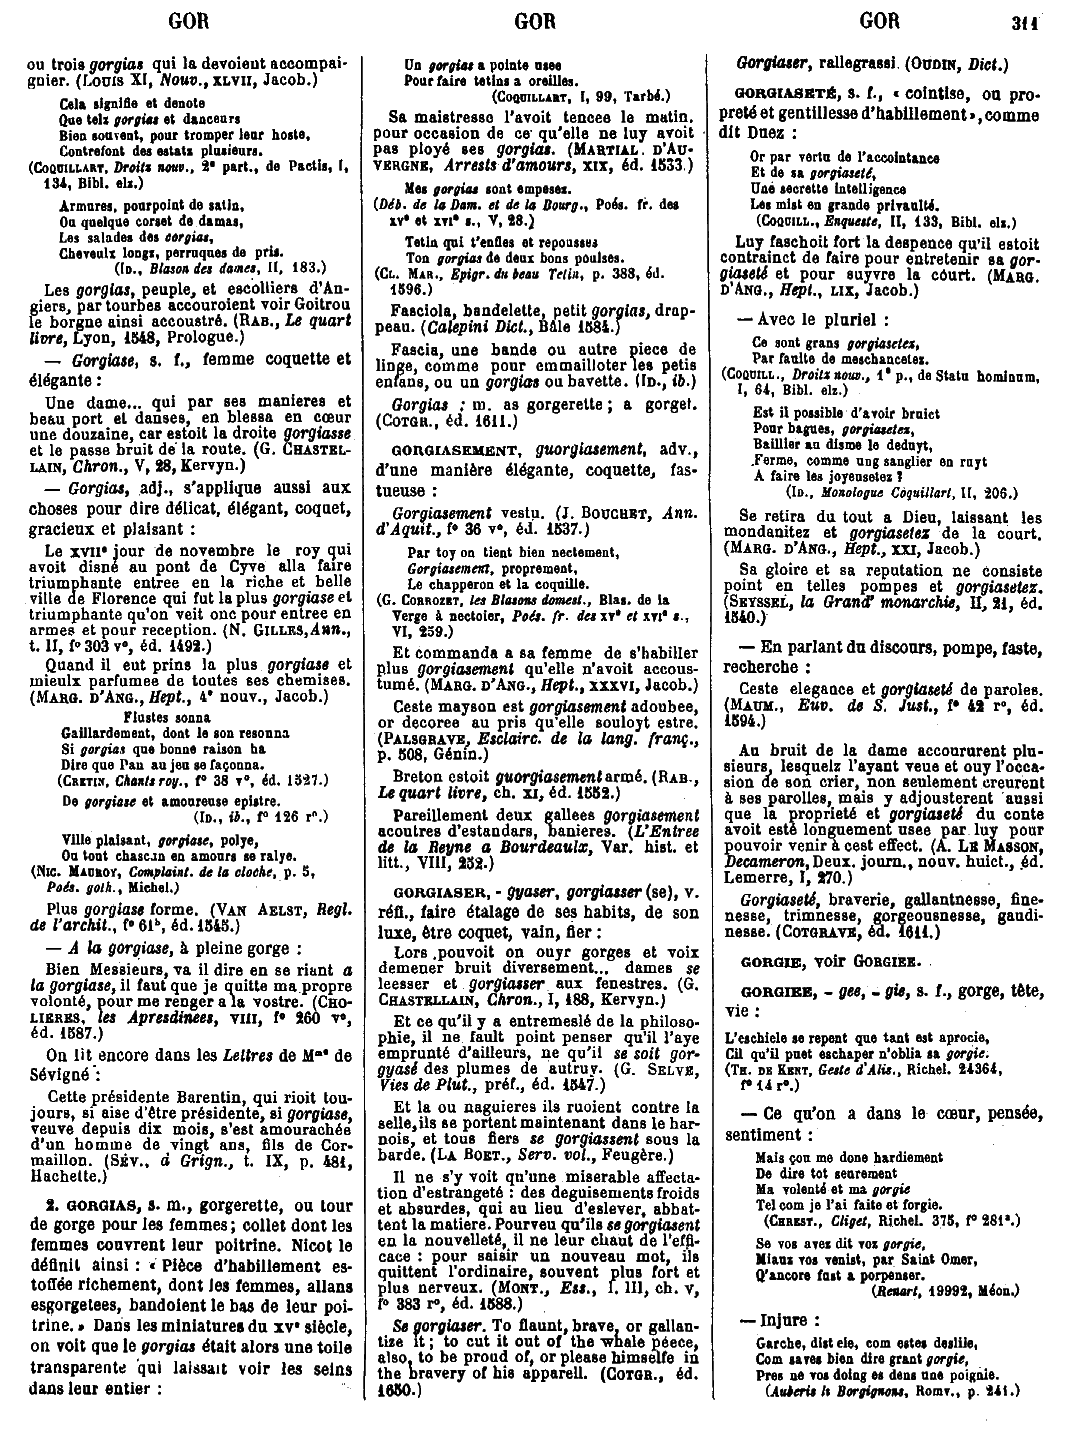 GOR
GOR
GOR
311
ou trois gorgias qui la devoient accompai-
gnier. (Louis XI, Nouv., XLVII, Jacob.)
Cela signifie et denote
Que telz gorgias et danceurs
Bien souvent, pour tromper leur hoste,
Contrefont des estatz plusieurs.
(Coquillart, Droitz nouv., 2e part., de Pactis, I,
134, Bibl. elz.)
Armures, pourpoint de satin,
Ou quelque corset de damas,
Les salades des gorgias,
Cheveulx longs, perruques de pris.
(Id., Blason des dames, II, 183.)
Les gorgias, peuple, et escolliers d'An-
giers, par tourbes accouroient voir Goitrou
le borgne ainsi accoustré. (Rab., Le quart
livre, Lyon, 1548, Prologue.)
— Gorgiase, s. f., femme coquette et
élégante :
Une dame... qui par ses manieres et
beau port et danses, en blessa en cœur
une douzaine, car estoit la droite gorgiasse
et le passe bruit de la route. (G. Chastel-
lain, Chron., V, 28, Kervyn.)
— Gorgias, adj., s'applique aussi aux
choses pour dire délicat, élégant, coquet,
gracieux et plaisant :
Le XVIIe jour de novembre le roy qui
avoit disné au pont de Cyve alla faire
triumphante entree en la riche et belle
ville de Florence qui fut la plus gorgiase et
triumphante qu'on veit onc pour entree en
armes et pour reception. (N. Gilles, Ann.,
t. II, fo 303 vo, éd. 1492.)
Quand il eut prins la plus gorgiase et
mieulx parfumee de toutes ses chemises.
(Marg. d'Ang., Hept., 4e nouv., Jacob.)
Flustes sonna
Gaillardement, dont le son resonna
Si gorgias que bonne raison ha
Dire que Pan au jeu se façonna.
(Cretin, Chants roy., fo 38 vo, éd. 1527.)
De gorgiase et amoureuse epistre.
(Id., ib., fo 126 ro.)
Ville plaisant, gorgiase, polye,
Ou tout chascun en amours se ralye.
(Nic. Mauroy, Complaint. de la cloche, p. 5,
Poés. goth., Michel.)
Plus gorgiase forme. (Van Aelst, Regl.
de l'archit., fo 61b, éd. 1545.)
— A la gorgiase, à pleine gorge :
Bien Messieurs, va il dire en se riant a
la gorgiase, il faut que je quitte ma propre
volonté, pour me renger a la vostre. (Cho-
lieres, les Apresdinees, VIII, fo 260 vo,
éd. 1587.)
On lit encore dans les Lettres de Mme de
Sévigné :
Cette présidente Barentin, qui rioit tou-
jours, si aise d'être présidente, si gorgiase,
veuve depuis dix mois, s'est amourachée
d'un homme de vingt ans, fils de Cor-
maillon. (Sév., à Grign., t. IX, p. 481,
Hachette.)
2. GORGIAS, s. m., gorgerette, ou tour
de gorge pour les femmes ; collet dont les
femmes couvrent leur poitrine. Nicot le
définit ainsi : « Pièce d'habillement es-
toffée richement, dont les femmes, allans
esgorgetees, bandoient le bas de leur poi-
trine. » Dans les miniatures du XVe siècle,
on voit que le gorgias était alors une toile
transparente qui laissait voir les seins
dans leur entier :
Un gorgias a pointe usee
Pour faire tetins a oreilles.
(Coquillart, I, 99, Tarbé.)
Sa maistresse l'avoit tencee le matin,
pour occasion de ce qu'elle ne luy avoit
pas ployé ses gorgias. (Martial. d'Au-
vergne, Arrests d'amours, XIX, éd. 1533.)
Mes gorgias sont empesez.
(Déb. de la Dam. et de la Bourg., Poés. fr. des
XVe et XVIe s., V, 28.)
Tetin qui t'enfles et repousses
Ton gorgias de deux bons poulses.
(Cl. Mar., Epigr. du beau Tetin, p. 388, éd.
1596.)
Fasciola, bandelette, petit gorgias, drap-
peau. (Calepini Dict., Bâle 1584.)
Fascia, une bande ou autre piece de
linge, comme pour emmailloter les petis
enfans, ou un gorgias ou bavette. (Id., ib.)
Gorgias : m. as gorgerette ; a gorget.
(Cotgr., éd. 1611.)
GORGIASEMENT, guorgiasement, adv.,
d'une manière élégante, coquette, fas-
tueuse :
Gorgiasement vestu. (J. Bouchet, Ann.
d'Aquit., fo 36 vo, éd. 1537.)
Par toy on tient bien nectement,
Gorgiasement, proprement,
Le chapperon et la coquille.
(G. Corrozet, les Blasons domest., Blas. de la
Verge à nectoier, Poés. fr. des XVe et XVIe s.,
VI, 259.)
Et commanda a sa femme de s'habiller
plus gorgiasement qu'elle n'avoit accous-
tumé. (Marg. d'Ang., Hept., XXXVI, Jacob.)
Ceste mayson est gorgiasement adoubee,
or decoree au pris qu'elle souloyt estre.
(Palsgrave, Esclairc. de la lang. franç.,
p. 508, Génin.)
Breton estoit guorgiasement armé. (Rab.,
Le quart livre, ch. XI, éd. 1552.)
Pareillement deux gallees gorgiasement
acoutres d'estandars, banieres. (L'Entree
de la Reyne a Bourdeaulx, Var. hist. et
litt., VIII, 252.)
GORGIASER, - gyaser, gorgiasser (se), v.
réfl., faire étalage de ses habits, de son
luxe, être coquet, vain, fier :
Lors pouvoit on ouyr gorges et voix
demener bruit diversement... dames se
leesser et gorgiasser aux fenestres. (G.
Chastellain, Chron., I, 188, Kervyn.)
Et ce qu'il y a entremeslé de la philoso-
phie, il ne fault point penser qu'il l'aye
emprunté d'ailleurs, ne qu'il se soit gor-
gyasé des plumes de autruy. (G. Selve,
Vies de Plut., préf., éd. 1547.)
Et la ou naguieres ils ruoient contre la
selle, ils se portent maintenant dans le har-
nois, et tous fiers se gorgiassent sous la
barde. (La Boet., Serv. vol., Feugère.)
Il ne s'y voit qu'une miserable affecta-
tion d'estrangeté : des deguisements froids
et absurdes, qui au lieu d'eslever, abbat-
tent la matiere. Pourveu qu'ils se gorgiasent
en la nouvelleté, il ne leur chaut de l'effi-
cace : pour saisir un nouveau mot, ils
quittent l'ordinaire, souvent plus fort et
plus nerveux. (Mont., Ess., l. III, ch. V,
fo 383 ro, éd. 1588.)
Se gorgiaser. To flaunt, brave, or gallan-
tize it ; to cut it out of the whale peece,
also, to be proud of, or please himselfe in
the bravery of his apparell. (Cotgr., éd.
1650.)
Gorgiaser, rallegrassi. (Oudin, Dict.)
GORGIASETÉ, s. f., « cointise, ou pro-
preté et gentillesse d'habillement », comme
dit Duez :
Or par vertu de l'accointance
Et de sa gorgiaseté,
Une secrette intelligence
Les mist en grande privaulté.
(Coquill., Enqueste, II, 133, Bibl. elz.)
Luy faschoit fort la despence qu'il estoit
contrainct de faire pour entretenir sa gor-
giaseté et pour suyvre la court. (Marg.
d'Ang., Hept., LIX, Jacob.)
— Avec le pluriel :
Ce sont grans gorgiasetes,
Par faulte de meschancetez.
(Coquill., Droitz nouv., 1e p., de Statu hominum,
I, 64, Bibl. elz.)
Est il possible d'avoir bruict
Pour bagues, gorgiasetez,
Baillier au disme le deduyt,
Ferme, comme ung sanglier en ruyt
A faire les joyeusetez ?
(Id., Monologue Coquillart, II, 206.)
Se retira du tout a Dieu, laissant les
mondanitez et gorgiasetez de la court.
(Marg. d'Ang., Hept., XXI, Jacob.)
Sa gloire et sa reputation ne consiste
point en telles pompes et gorgiasetez.
(Seyssel, la Grand' monarchie, II, 21, éd.
1540.)
— En parlant du discours, pompe, faste,
recherche :
Ceste elegance et gorgiaseté de paroles.
(Maum., Euv. de S. Just., fo 42 ro, éd.
1594.)
Au bruit de la dame accoururent plu-
sieurs, lesquelz l'ayant veue et ouy l'occa-
sion de son crier, non seulement creurent
à ses parolles, mais y adjousterent aussi
que la proprieté et gorgiaseté du conte
avoit esté longuement usee par luy pour
pouvoir venir à cest effect. (A. Le Masson,
Decameron, Deux. journ., nouv. huict., éd.
Lemerre, I, 270.)
Gorgiaseté, braverie, gallantnesse, fine-
nesse, trimnesse, gorgeousnesse, gaudi-
nesse. (Cotgrave, éd. 1611.)
GORGIE, voir Gorgiee.
GORGIEE, - gee, - gie, s. f., gorge, tête,
vie :
L'eschiele se repent que tant est aprocie,
Cil qu'il puet eschaper n'oblia sa gorgie.
(Th. de Kent, Geste d'Alis., Richel. 24364,
fo 14 ro.)
— Ce qu'on a dans le cœur, pensée,
sentiment :
Mais çou me done hardiement
De dire tot seurement
Ma volenté et ma gorgie
Tel com je l'ai faite et forgie.
(Chrest., Cliget, Richel. 375, fo 281a.)
Se vos avez dit voz gorgie,
Miauz vos venist, par Saint Omer,
Q'ancore fust a porpenser.
(Renart, 19992, Méon.)
— Injure :
Garche, dist ele, com estes deslile,
Com saves bien dire grant gorgie,
Pres ne vos doing es dens une poignie.
(Auberis li Borgignons, Romv., p. 241.)